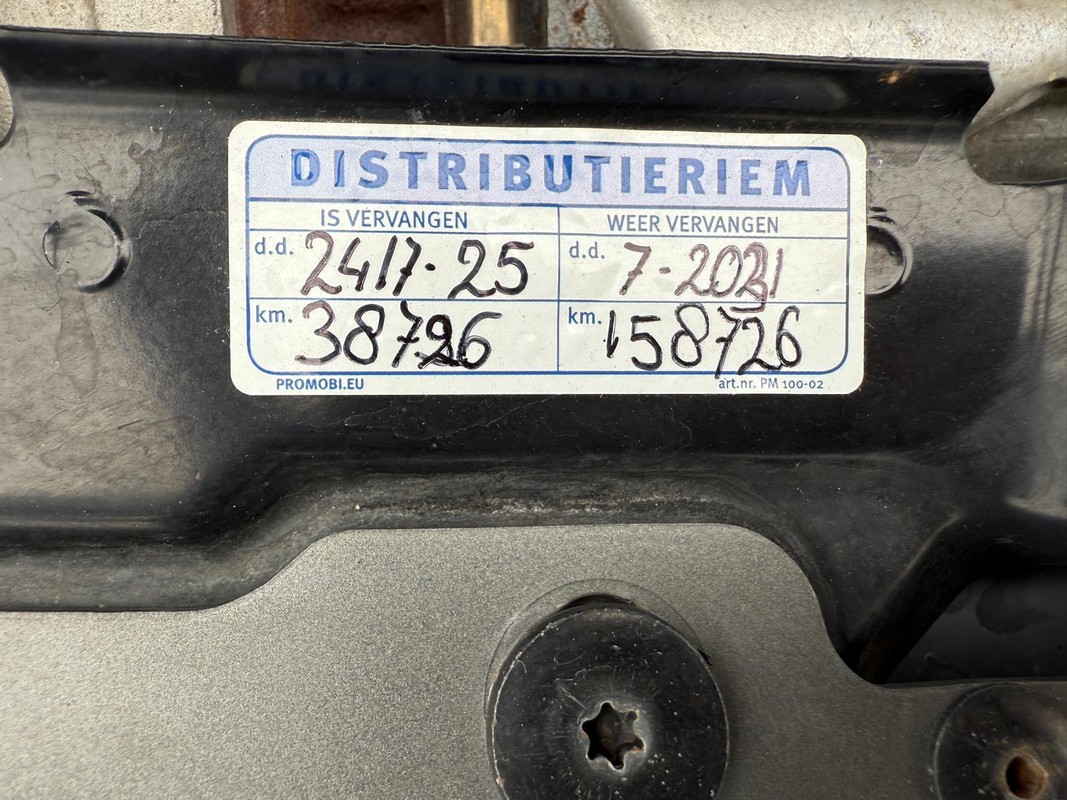 DISTRIBUTIERIEM
IS VERVANGEN WEER VERVANGEN
d.d. 24/7-25 d.d. 7-2031
km. 38726 km. 158726
PROMOBI.EU art.nr. PM 100-02